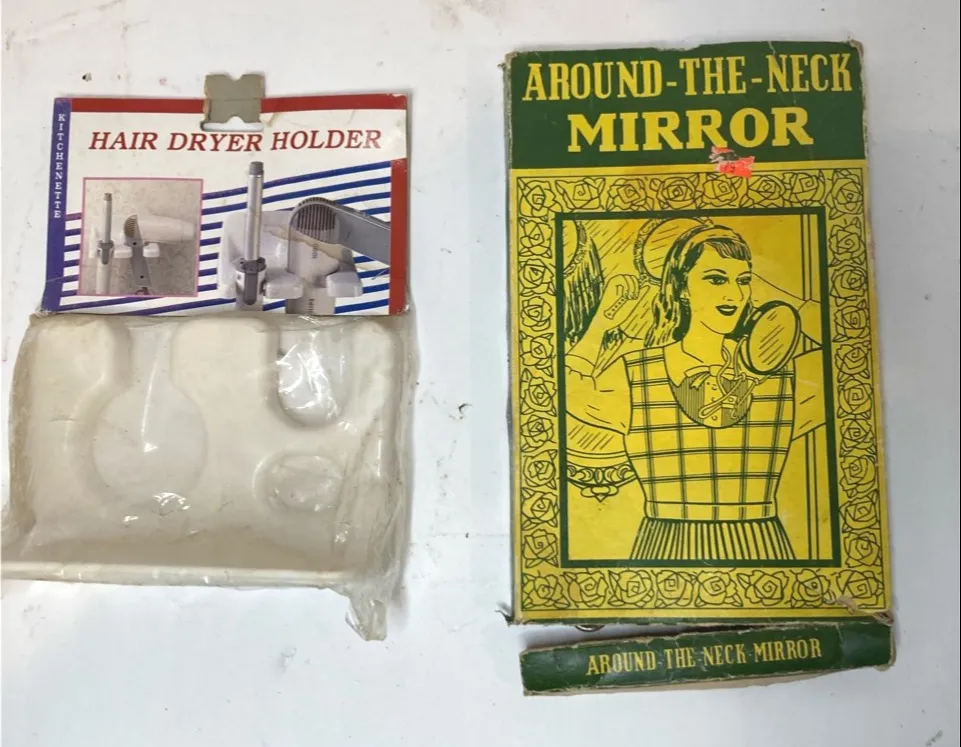 KITCHENETTE
HAIR DRYER HOLDER
AROUND-THE-NECK
MIRROR
AROUND-THE-NECK-MIRROR